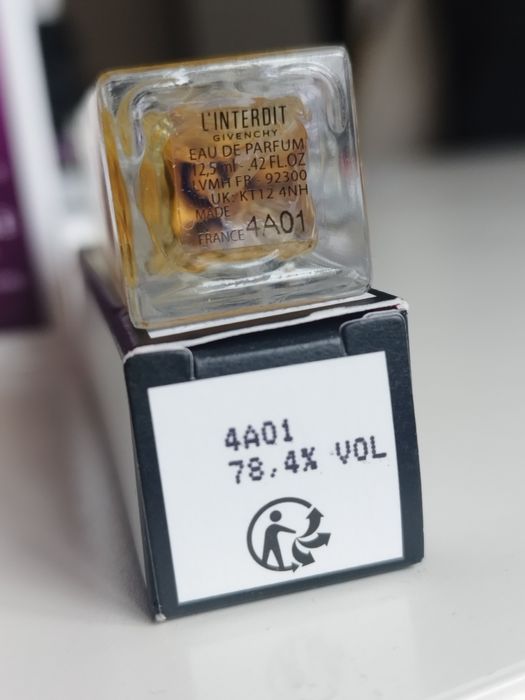 L'INTERDIT
GIVENCHY
EAU DE PARFUM
12,5 ml - .42 FL.OZ
LVMH FR - 92300
UK: KT12 4NH
MADE
FRANCE 4A01
4A01
78.4% VOL